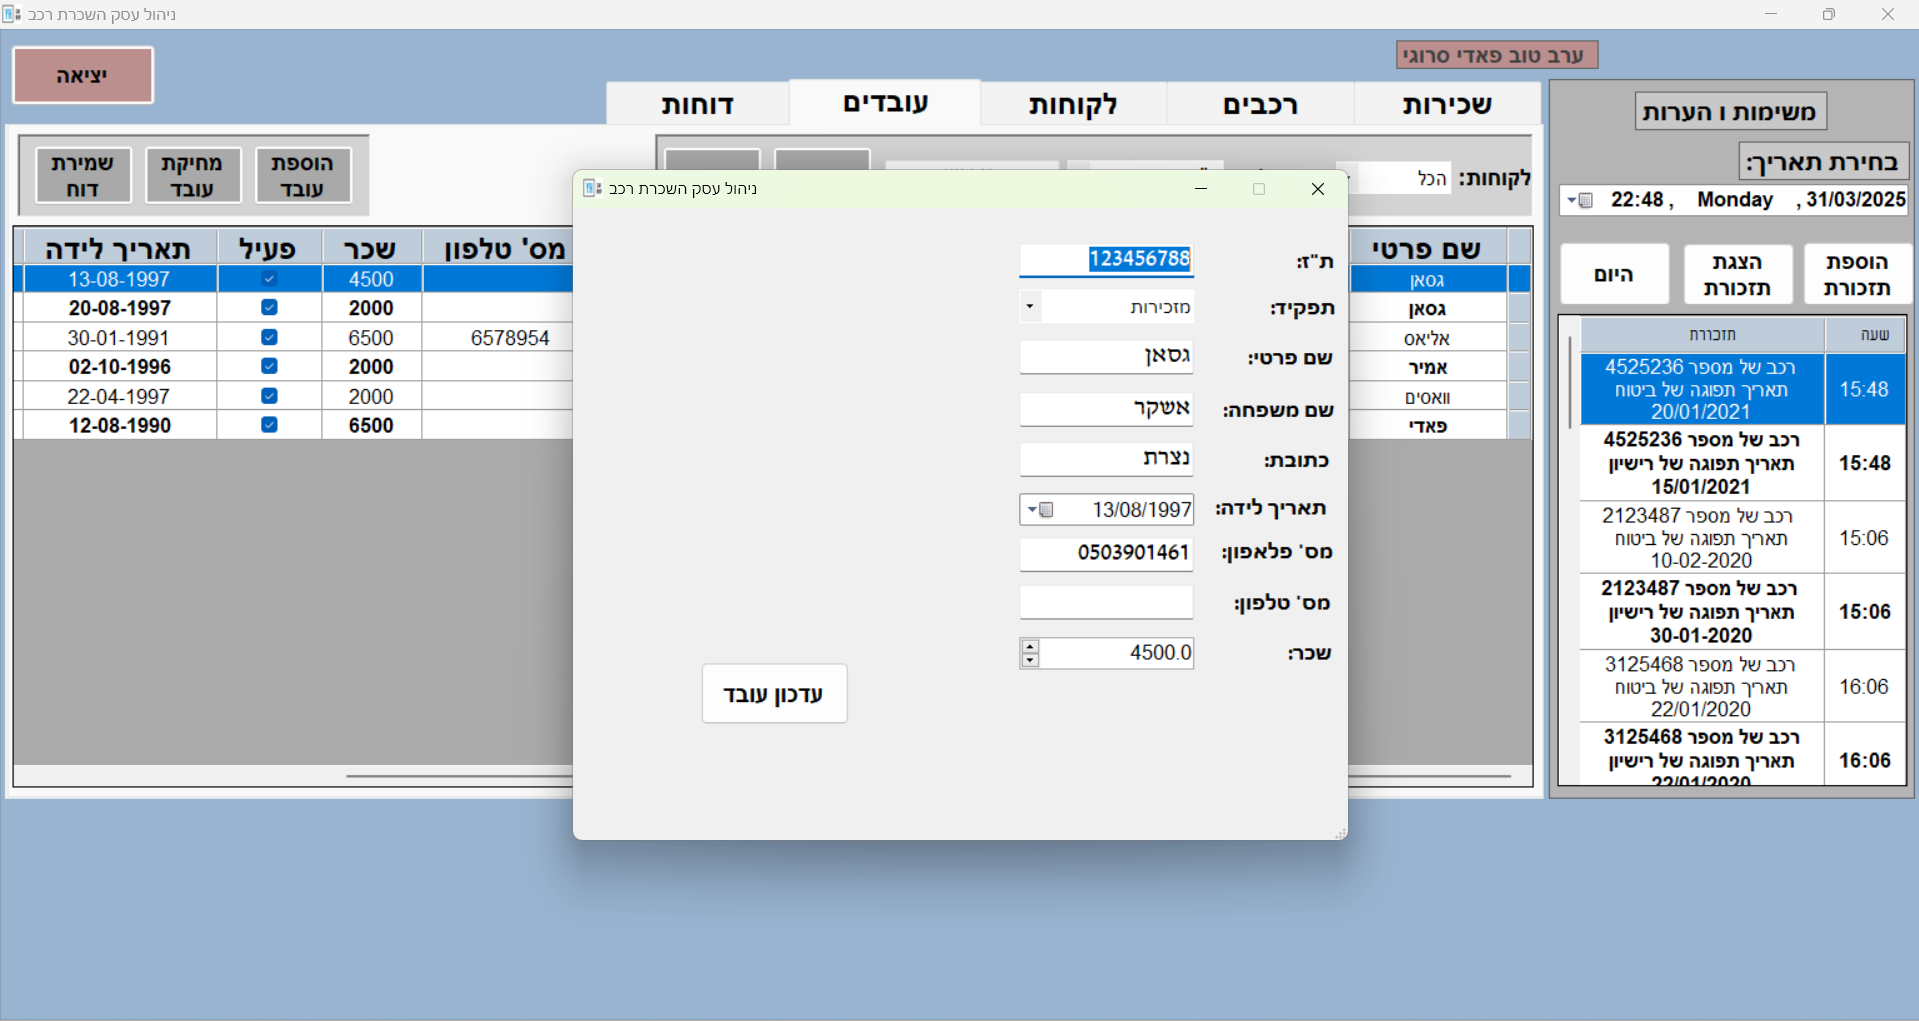 ניהול עסק השכרת רכב
ערב טוב פאדי סרוגי
יציאה
שכירות
רכבים
לקוחות
עובדים
דוחות
משימות ו הערות
בחירת תאריך:
22:48 , Monday , 31/03/2025
הוספת תזכורת
הצגת תזכורת
היום
שעה תזכורת
15:48 רכב של מספר 4525236
תאריך תפוגה של ביטוח
20/01/2021
15:48 רכב של מספר 4525236
תאריך תפוגה של רישיון
15/01/2021
15:06 רכב של מספר 2123487
תאריך תפוגה של ביטוח
10-02-2020
15:06 רכב של מספר 2123487
תאריך תפוגה של רישיון
30-01-2020
16:06 רכב של מספר 3125468
תאריך תפוגה של ביטוח
22/01/2020
16:06 רכב של מספר 3125468
תאריך תפוגה של רישיון
22/01/2020
לקוחות: הכל
הוספת עובד
מחיקת עובד
שמירת דוח
שם פרטי מס' טלפון שכר פעיל תאריך לידה
גסאן 4500 13-08-1997
גסאן 2000 20-08-1997
אליאס 6578954 6500 30-01-1991
אמיר 2000 02-10-1996
וואסים 2000 22-04-1997
פאדי 6500 12-08-1990
ניהול עסק השכרת רכב
ת"ז: 123456788
תפקיד: מזכירות
שם פרטי: גסאן
שם משפחה: אשקר
כתובת: נצרת
תאריך לידה: 13/08/1997
מס' פלאפון: 0503901461
מס' טלפון:
שכר: 4500.0
עדכון עובד